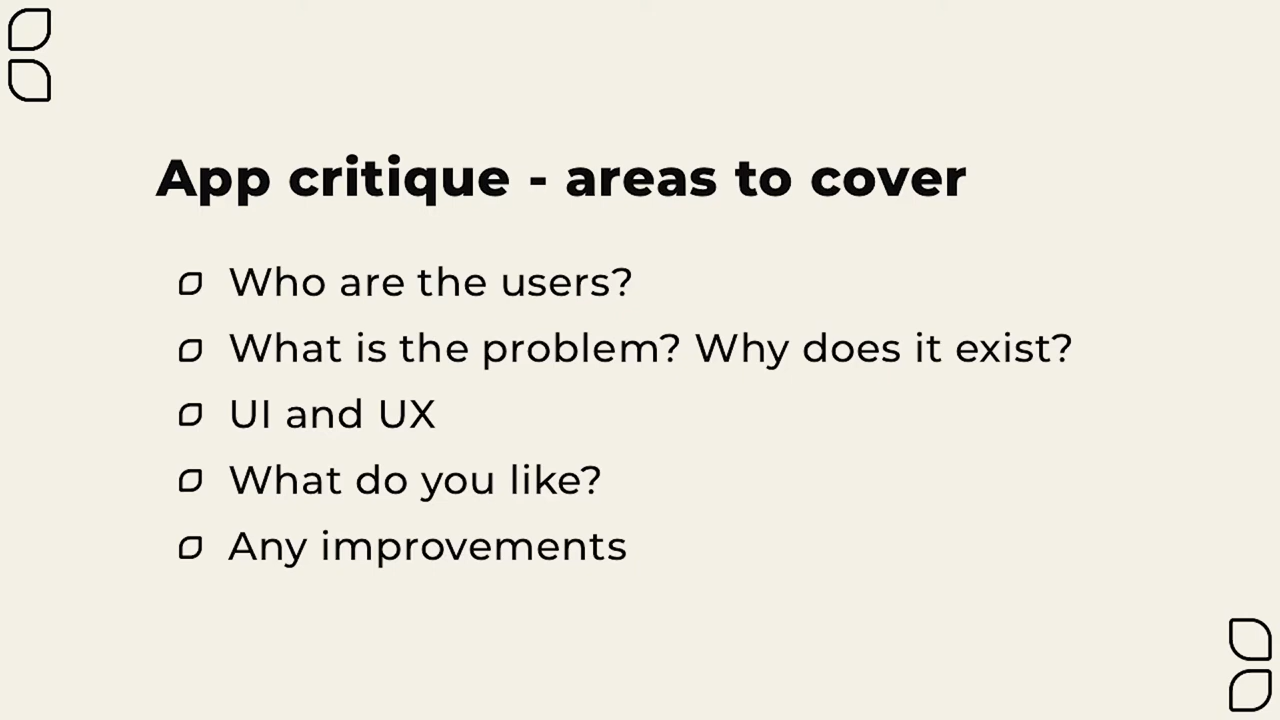 App critique - areas to cover
Who are the users?
What is the problem? Why does it exist?
UI and UX
What do you like?
Any improvements